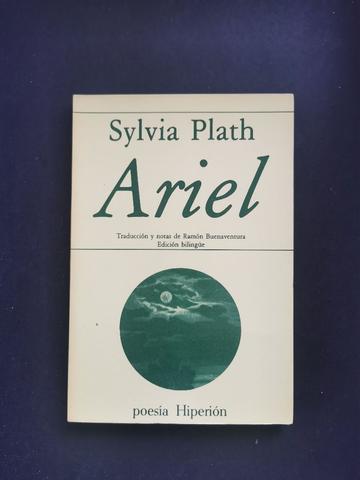 Sylvia Plath
Ariel
Traducción y notas de Ramón Buenaventura
Edición bilingüe
poesía Hiperión